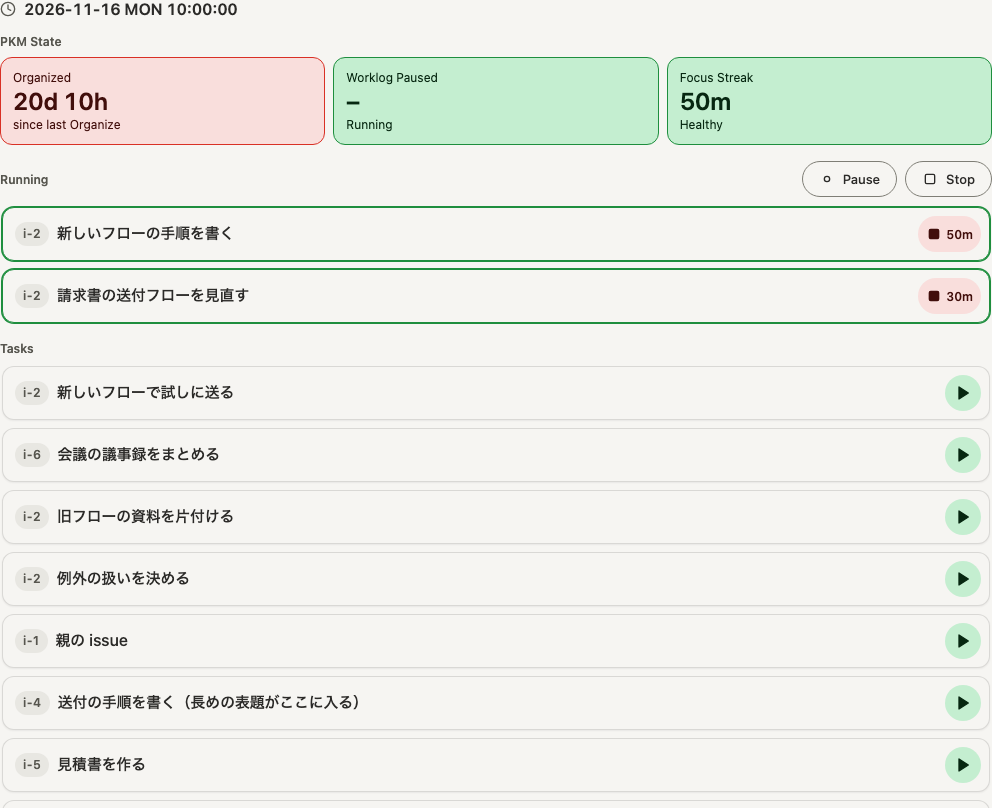 2026-11-16 MON 10:00:00
PKM State
Organized
20d 10h
since last Organize
Worklog Paused
–
Running
Focus Streak
50m
Healthy
Running
Pause
Stop
i-2 新しいフローの手順を書く 50m
i-2 請求書の送付フローを見直す 30m
Tasks
i-2 新しいフローで試しに送る
i-6 会議の議事録をまとめる
i-2 旧フローの資料を片付ける
i-2 例外の扱いを決める
i-1 親の issue
i-4 送付の手順を書く（長めの表題がここに入る）
i-5 見積書を作る